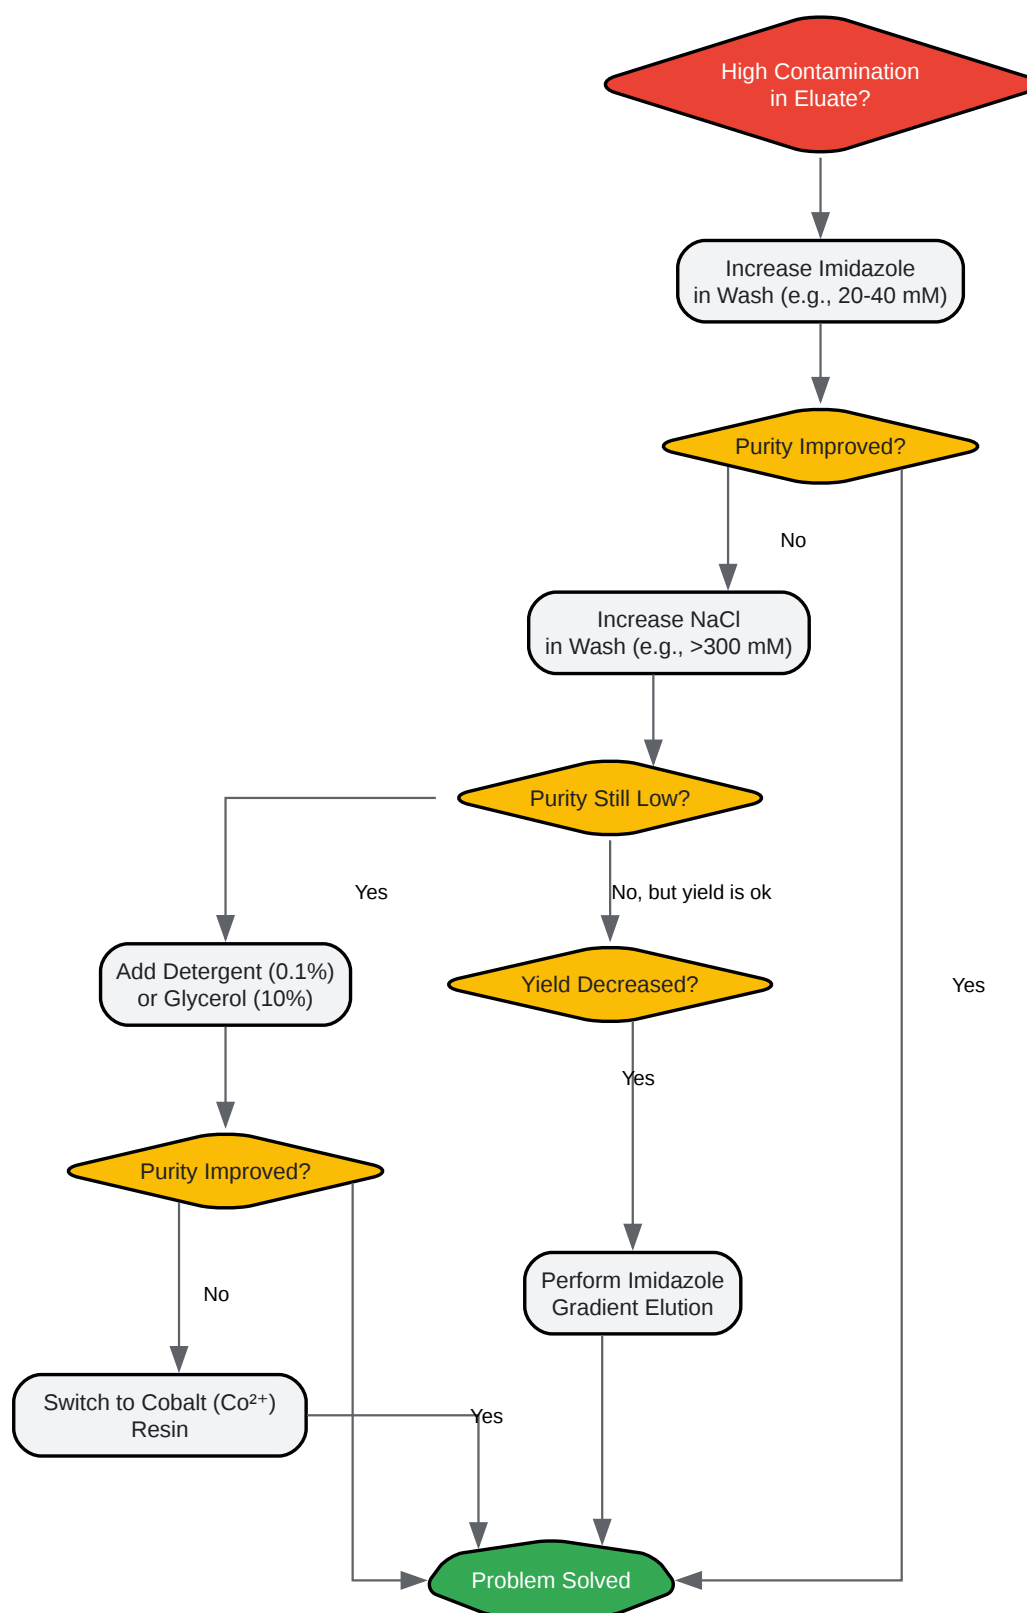 High Contamination
in Eluate?
Increase Imidazole
in Wash (e.g., 20-40 mM)
Purity Improved?
No
Increase NaCl
in Wash (e.g., >300 mM)
Purity Still Low?
Yes
No, but yield is ok
Add Detergent (0.1%)
or Glycerol (10%)
Yield Decreased?
Yes
Yes
Purity Improved?
No
Perform Imidazole
Gradient Elution
Switch to Cobalt (Co²⁺)
Resin
Yes
Problem Solved